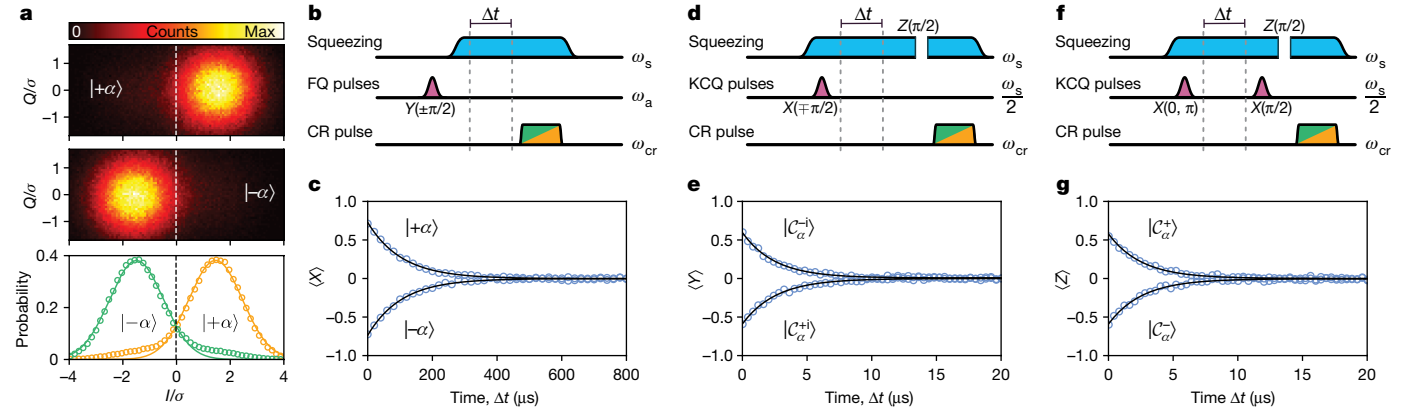 a
0 Counts Max
Q/σ
1
0
−1
|+α⟩
Q/σ
1
0
−1
|−α⟩
Probability
0.4
0.2
0
|−α⟩ |+α⟩
−4 −2 0 2 4
I/σ
b
Δt
Squeezing
ωs
FQ pulses
ωa
Y(±π/2)
CR pulse
ωcr
c
⟨X⟩
1.0
0.5
0
−0.5
−1.0
|+α⟩
|−α⟩
0 200 400 600 800
Time, Δt (μs)
d
Δt
Z(π/2)
Squeezing
ωs
KCQ pulses
ωs/2
X(∓π/2)
CR pulse
ωcr
e
⟨Y⟩
1.0
0.5
0
−0.5
−1.0
|𝒞α−i⟩
|𝒞α+i⟩
0 5 10 15 20
Time, Δt (μs)
f
Δt
Z(π/2)
Squeezing
ωs
KCQ pulses
ωs/2
X(0, π) X(π/2)
CR pulse
ωcr
g
⟨Z⟩
1.0
0.5
0
−0.5
−1.0
|𝒞α+⟩
|𝒞α−⟩
0 5 10 15 20
Time, Δt (μs)